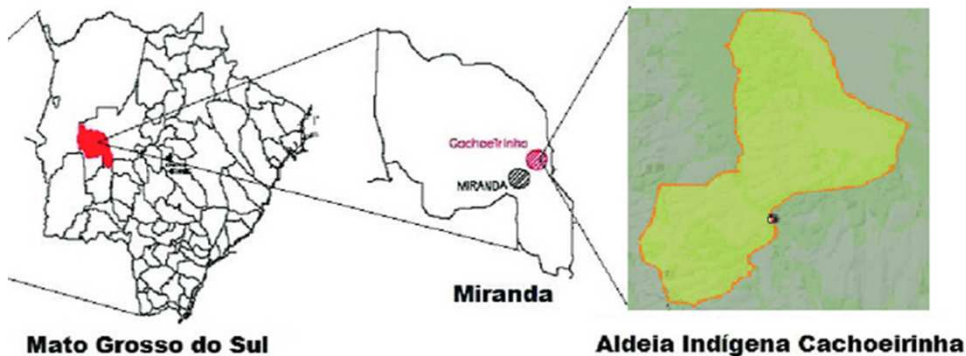 Cachoeirinha
MIRANDA
Miranda
Mato Grosso do Sul
Aldeia Indígena Cachoeirinha